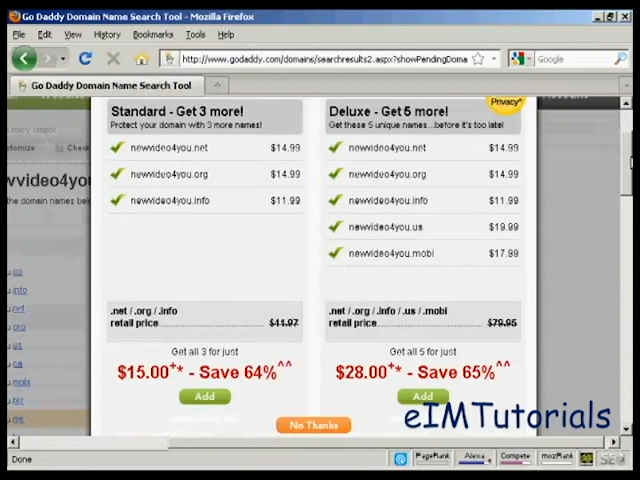 Go Daddy Domain Name Search Tool - Mozilla Firefox
File Edit View History Bookmarks Tools Help
http://www.godaddy.com/domains/searchresults2.aspx?showPendingDoma
Google
Go Daddy Domain Name Search Tool
Privacy^
Standard - Get 3 more!
Protect your domain with 3 more names!
newvideo4you.net $14.99
newvideo4you.org $14.99
newvideo4you.info $11.99
.net /.org /.info
retail price $41.97
Get all 3 for just
$15.00+* - Save 64%^^
Add
Deluxe - Get 5 more!
Get these 5 unique names...before it's too late!
newvideo4you.net $14.99
newvideo4you.org $14.99
newvideo4you.info $11.99
newvideo4you.us $19.99
newvideo4you.mobi $17.99
.net /.org /.info /.us /.mobi
retail price $79.95
Get all 5 for just
$28.00+* - Save 65%^^
Add
No Thanks
eIMTutorials
Done
PageRank Alexa Compete mozRank SEO